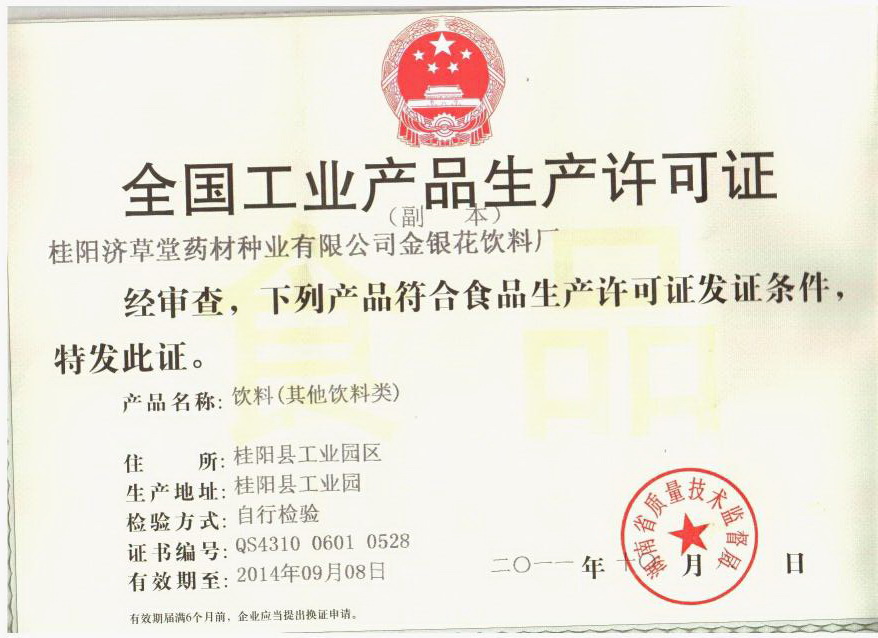 全国工业产品生产许可证
（副 本）
桂阳济草堂药材种业有限公司金银花饮料厂
经审查，下列产品符合食品生产许可证发证条件，
特发此证。
产品名称: 饮料(其他饮料类)
住 所: 桂阳县工业园区
生产地址: 桂阳县工业园
检验方式: 自行检验
证书编号: QS4310 0601 0528
有效期至: 2014年09月08日
二〇一一 年 十〇 月 日
湖南省质量技术监督局
有效期届满6个月前，企业应当提出换证申请。
食品